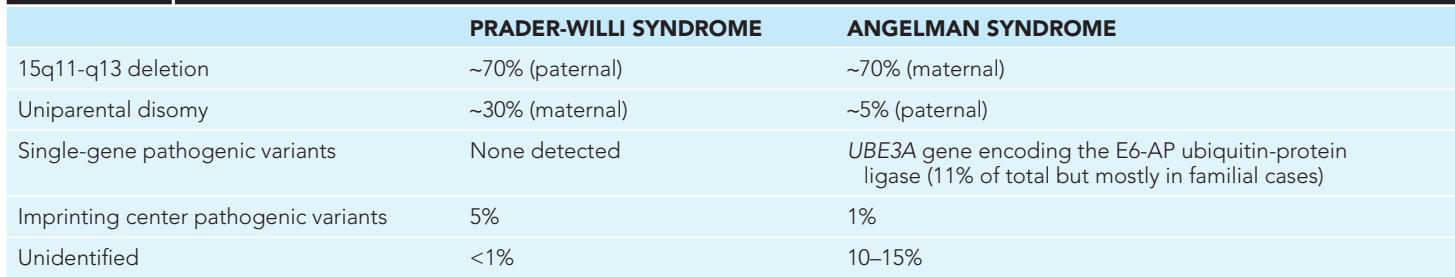 PRADER-WILLI SYNDROME ANGELMAN SYNDROME
15q11-q13 deletion ~70% (paternal) ~70% (maternal)
Uniparental disomy ~30% (maternal) ~5% (paternal)
Single-gene pathogenic variants None detected UBE3A gene encoding the E6-AP ubiquitin-protein
ligase (11% of total but mostly in familial cases)
Imprinting center pathogenic variants 5% 1%
Unidentified <1% 10–15%